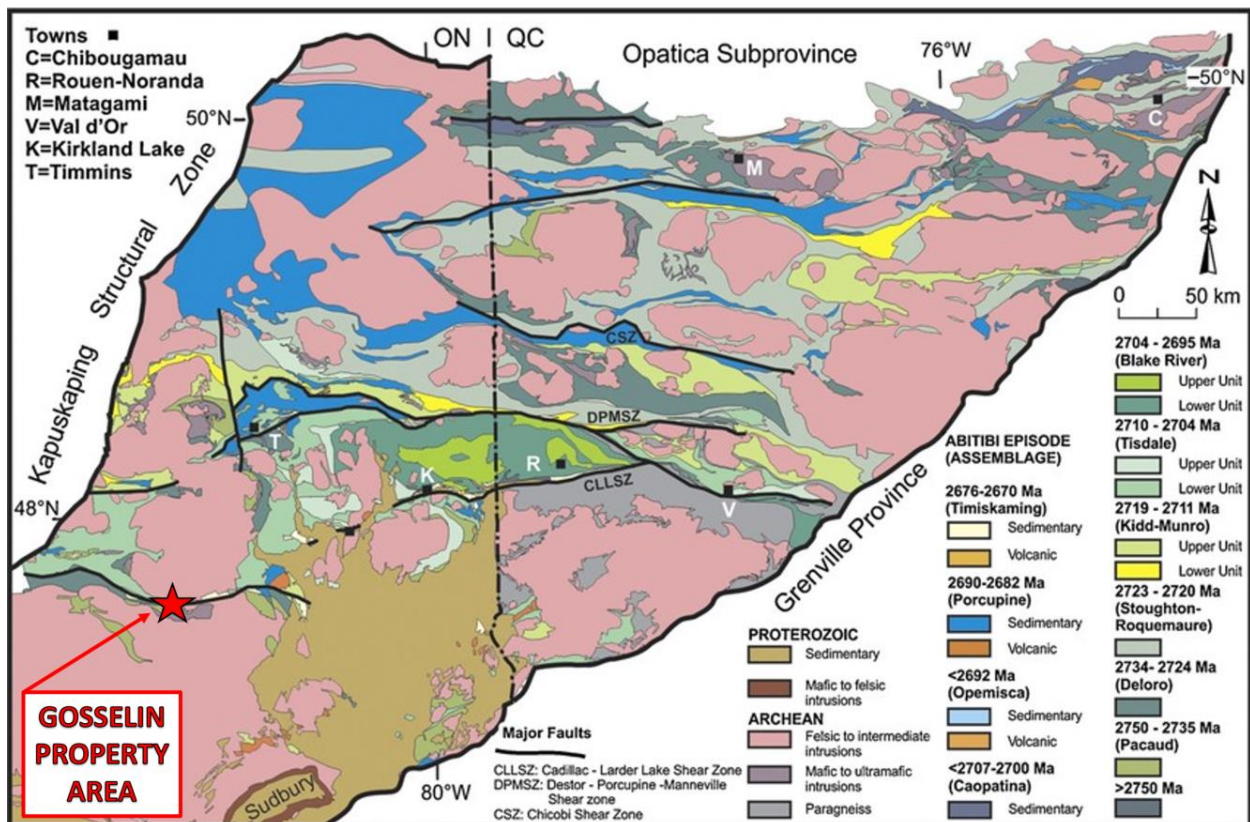 Towns ■
C=Chibougamau
R=Rouen-Noranda
M=Matagami
V=Val d'Or
K=Kirkland Lake
T=Timmins
ON
QC
Opatica Subprovince
76°W
50°N
50°N
C
M
Kapuskaping Structural Zone
N
0 50 km
CSZ
DPMSZ
T
K
R
CLLSZ
V
48°N
Grenville Province
GOSSELIN
PROPERTY
AREA
Sudbury
80°W
Major Faults
CLLSZ: Cadillac - Larder Lake Shear Zone
DPMSZ: Destor - Porcupine -Manneville
Shear zone
CSZ: Chicobi Shear Zone
PROTEROZOIC
Sedimentary
Mafic to felsic
intrusions
ARCHEAN
Felsic to intermediate
intrusions
Mafic to ultramafic
intrusions
Paragneiss
ABITIBI EPISODE
(ASSEMBLAGE)
2676-2670 Ma
(Timiskaming)
Sedimentary
Volcanic
2690-2682 Ma
(Porcupine)
Sedimentary
Volcanic
<2692 Ma
(Opemisca)
Sedimentary
Volcanic
<2707-2700 Ma
(Caopatina)
Sedimentary
2704 - 2695 Ma
(Blake River)
Upper Unit
Lower Unit
2710 - 2704 Ma
(Tisdale)
Upper Unit
Lower Unit
2719 - 2711 Ma
(Kidd-Munro)
Upper Unit
Lower Unit
2723 - 2720 Ma
(Stoughton-
Roquemaure)
2734- 2724 Ma
(Deloro)
2750 - 2735 Ma
(Pacaud)
>2750 Ma